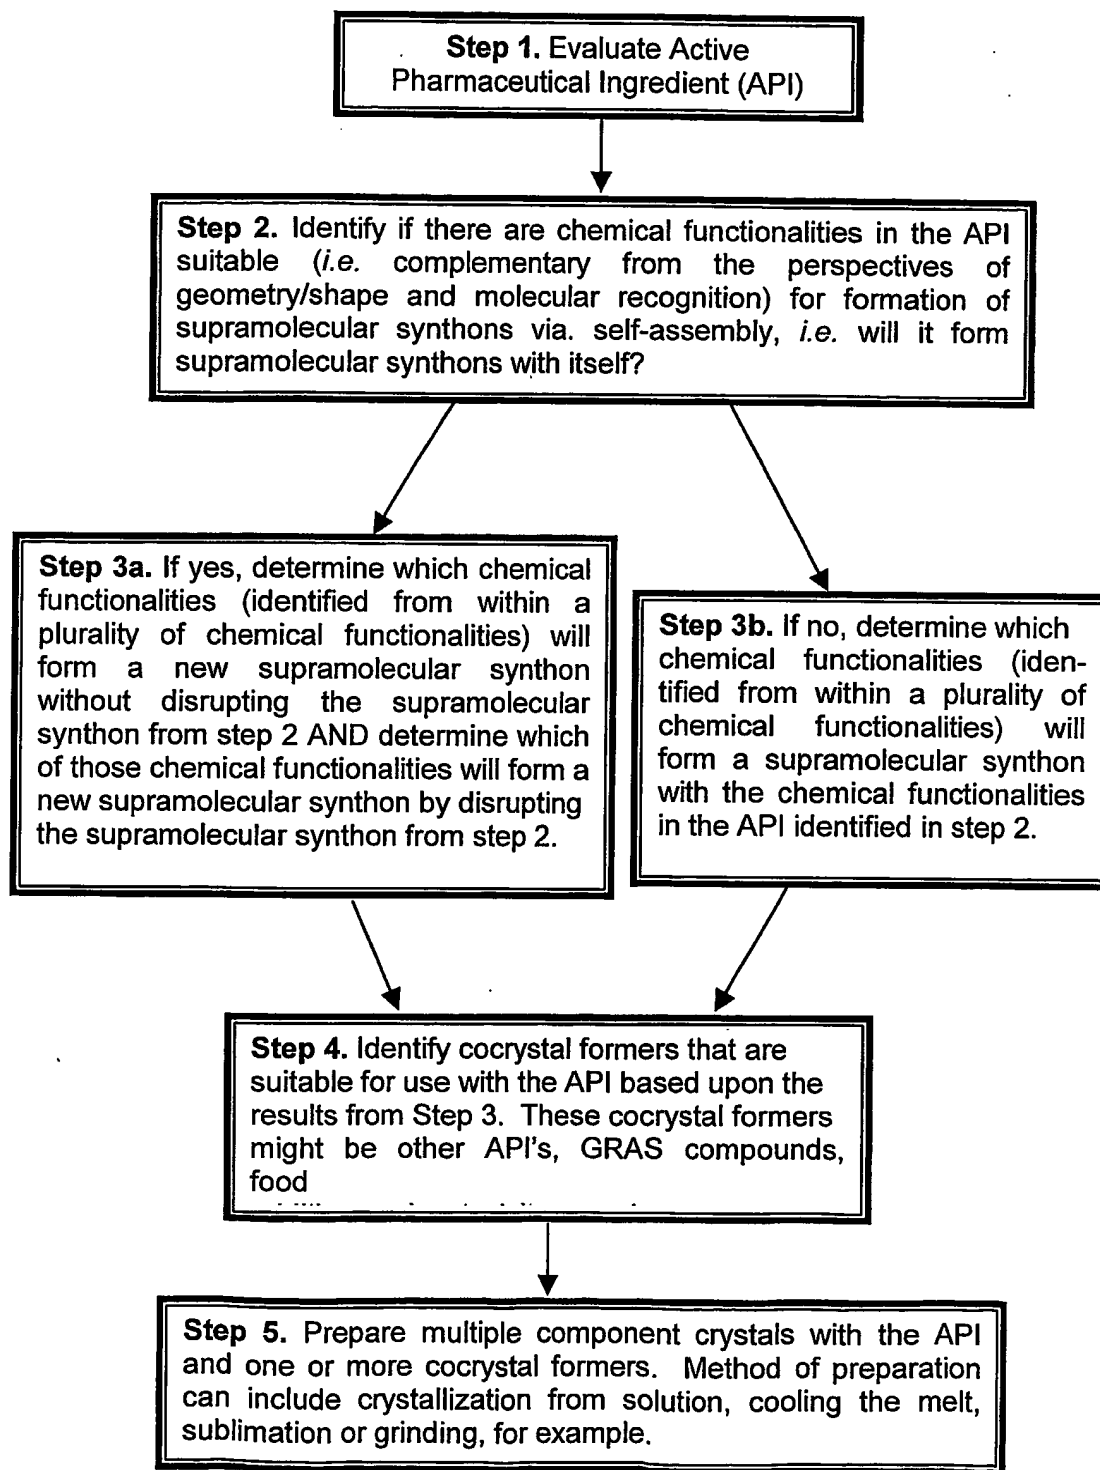 Step 1. Evaluate Active
Pharmaceutical Ingredient (API)
Step 2. Identify if there are chemical functionalities in the API
suitable (i.e. complementary from the perspectives of
geometry/shape and molecular recognition) for formation of
supramolecular synthons via. self-assembly, i.e. will it form
supramolecular synthons with itself?
Step 3a. If yes, determine which chemical
functionalities (identified from within a
plurality of chemical functionalities) will
form a new supramolecular synthon
without disrupting the supramolecular
synthon from step 2 AND determine which
of those chemical functionalities will form a
new supramolecular synthon by disrupting
the supramolecular synthon from step 2.
Step 3b. If no, determine which
chemical functionalities (iden-
tified from within a plurality of
chemical functionalities) will
form a supramolecular synthon
with the chemical functionalities
in the API identified in step 2.
Step 4. Identify cocrystal formers that are
suitable for use with the API based upon the
results from Step 3. These cocrystal formers
might be other API's, GRAS compounds,
food
Step 5. Prepare multiple component crystals with the API
and one or more cocrystal formers. Method of preparation
can include crystallization from solution, cooling the melt,
sublimation or grinding, for example.